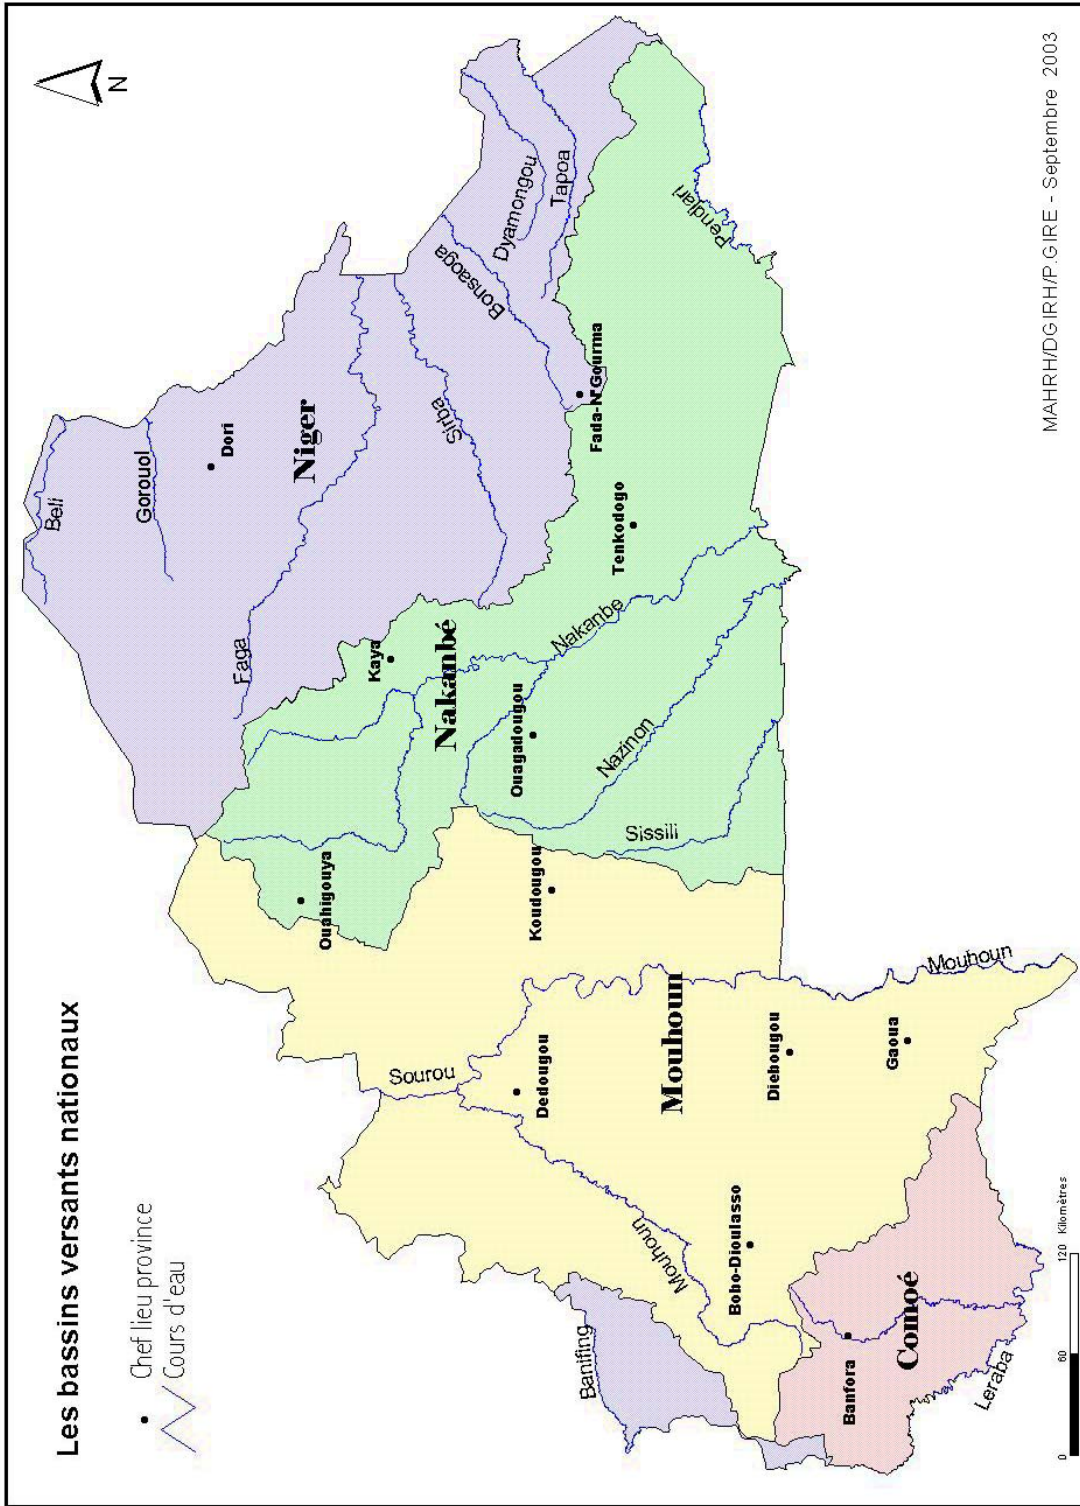 Les bassins versants nationaux
N
Chef lieu province
Cours d'eau
Beli
Gorouol
Dori
Niger
Faga
Sirba
Bonsaoga
Dyamongou
Tapoa
Fada-N'Gourma
Pendjari
Tenkodogo
Kaya
Nakanbé
Nakanbe
Ouagadougou
Nazinon
Sissili
Ouahigouya
Koudougou
Sourou
Dedougou
Mouhoun
Mouhoun
Mouhoun
Diebougou
Gaoua
Bobo-Dioulasso
Banifing
Banfora
Comoé
Leraba
0 60 120 Kilomètres
MAHRH/DGIRH/P.GIRE - Septembre 2003